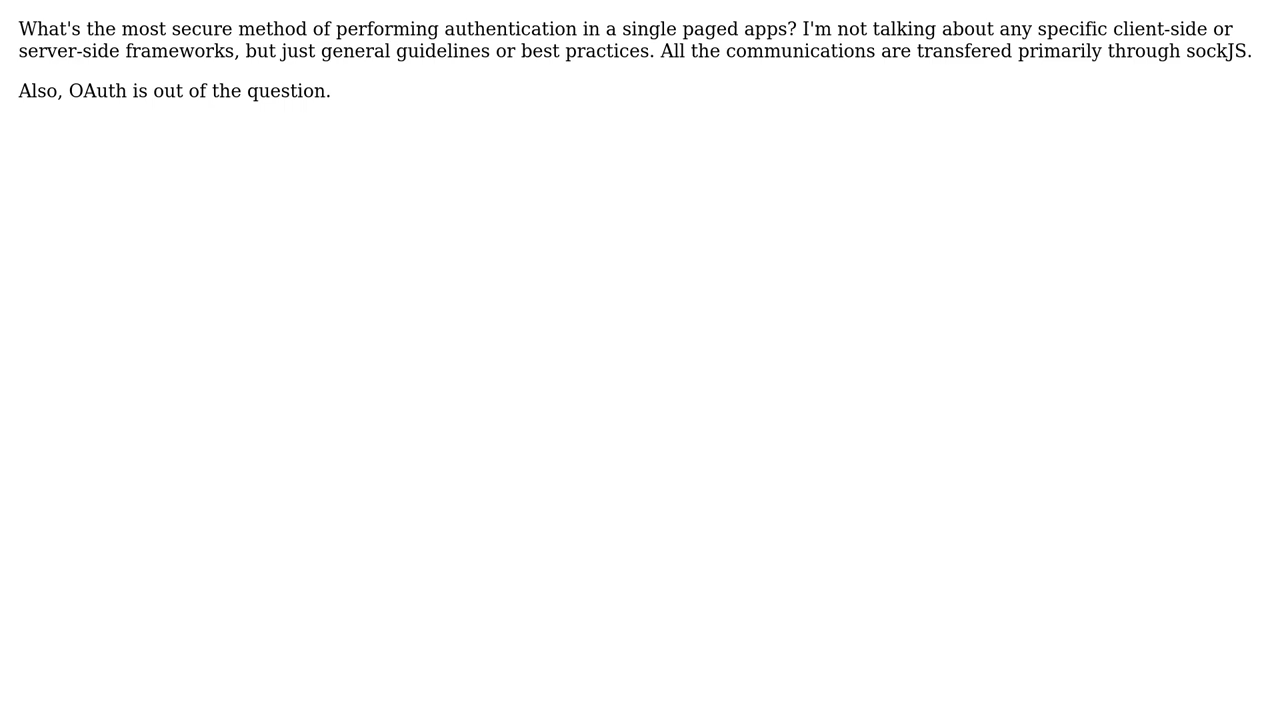 What's the most secure method of performing authentication in a single paged apps? I'm not talking about any specific client-side or
server-side frameworks, but just general guidelines or best practices. All the communications are transfered primarily through sockJS.
Also, OAuth is out of the question.